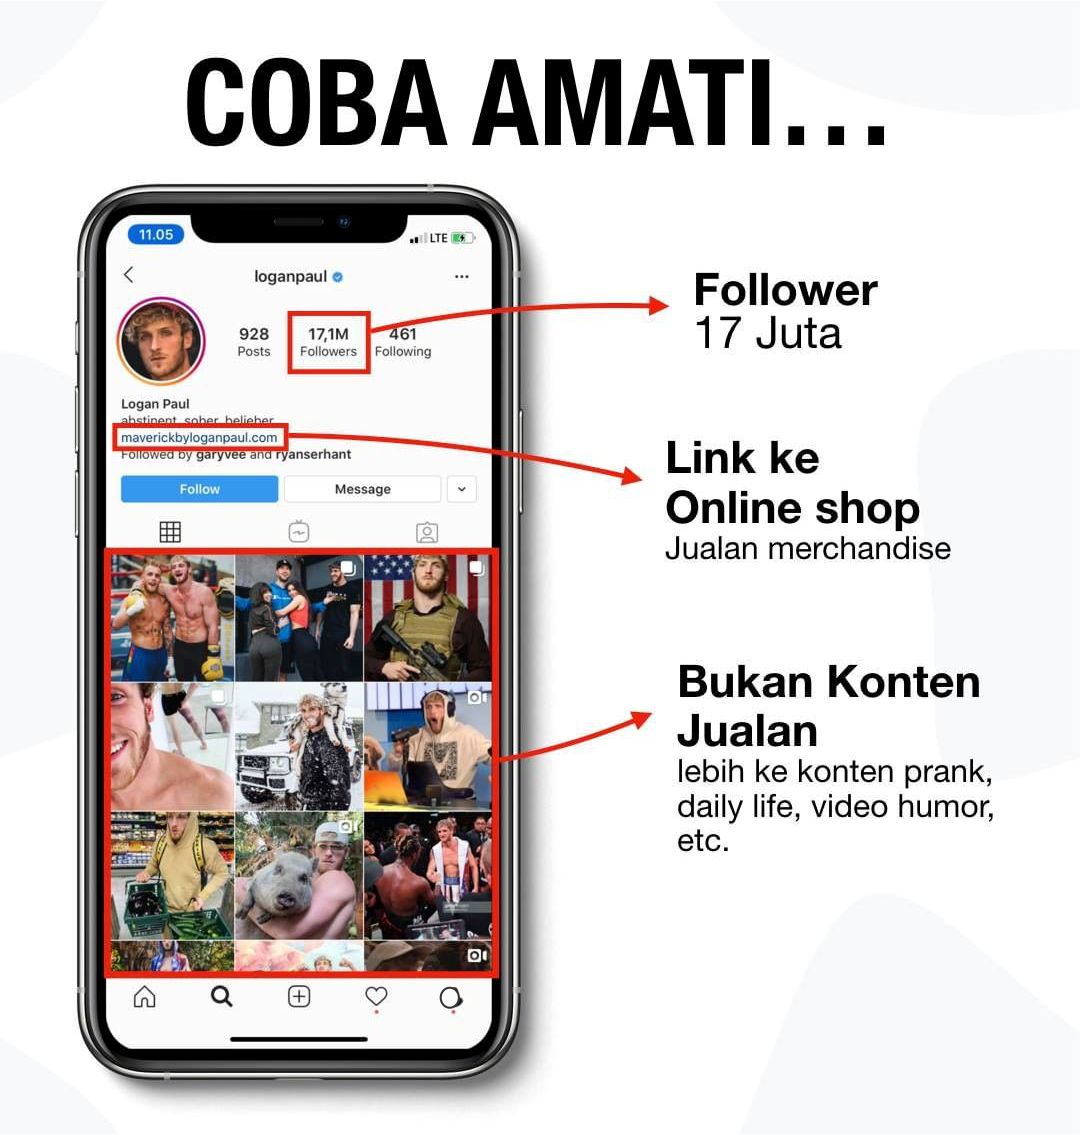 COBA AMATI...
11.05
LTE
loganpaul
928
Posts
17,1M
Followers
461
Following
Logan Paul
abstinent, sober, belieber
maverickbyloganpaul.com
Followed by garyvee and ryanserhant
Follow
Message
Follower
17 Juta
Link ke
Online shop
Jualan merchandise
Bukan Konten
Jualan
lebih ke konten prank,
daily life, video humor,
etc.